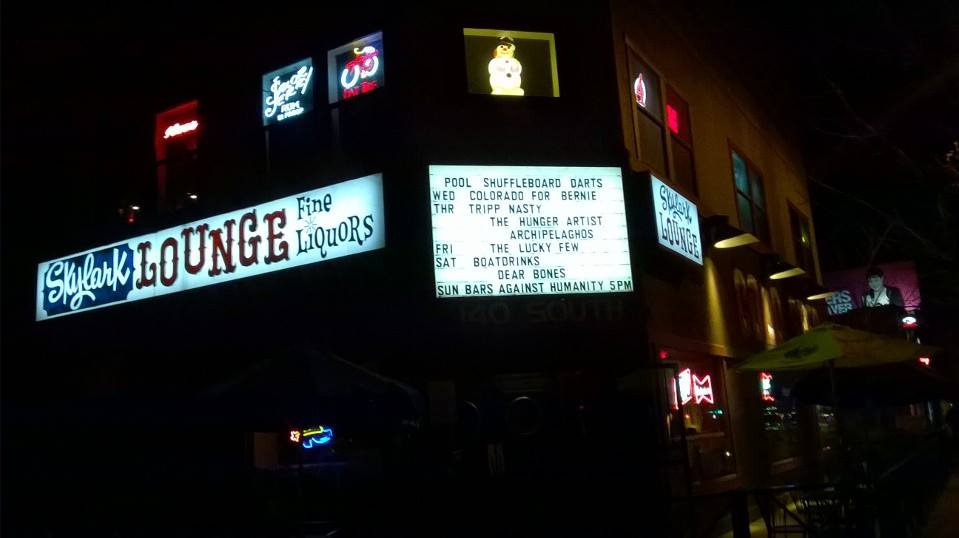 Skylark LOUNGE Fine LiQUORS
POOL SHUFFLEBOARD DARTS
WED COLORADO FOR BERNIE
THR TRIPP NASTY
THE HUNGER ARTIST
ARCHIPELAGHOS
FRI THE LUCKY FEW
SAT BOATDRINKS
DEAR BONES
SUN BARS AGAINST HUMANITY 5PM
140 SOUTH
Skylark
LOUNGE